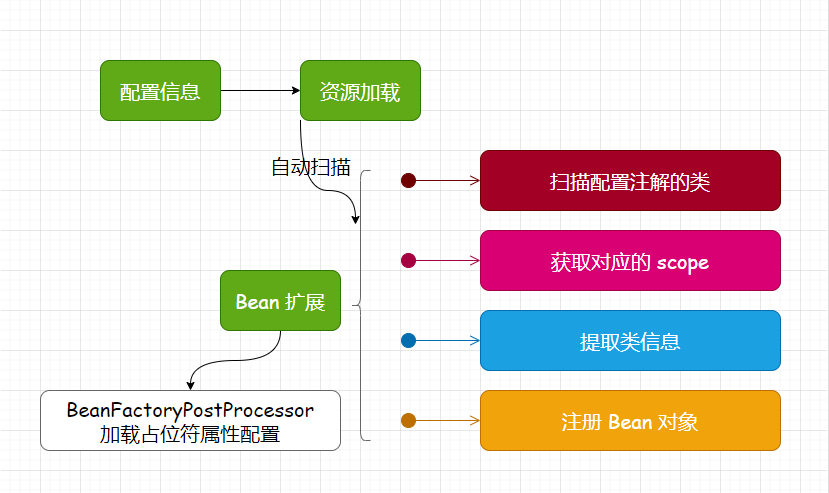 配置信息
资源加载
自动扫描
扫描配置注解的类
获取对应的 scope
Bean 扩展
提取类信息
BeanFactoryPostProcessor
加载占位符属性配置
注册 Bean 对象